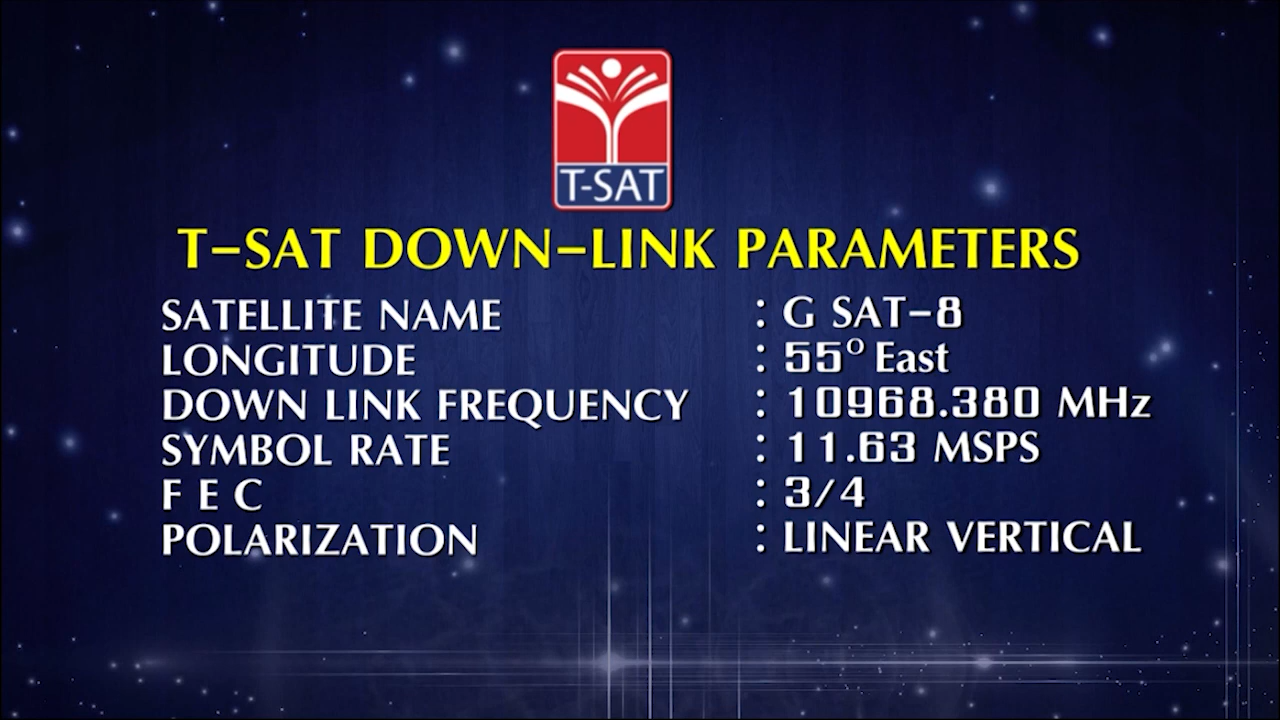 T-SAT
T-SAT DOWN-LINK PARAMETERS
SATELLITE NAME : G SAT-8
LONGITUDE : 55° East
DOWN LINK FREQUENCY : 10968.380 MHz
SYMBOL RATE : 11.63 MSPS
F E C : 3/4
POLARIZATION : LINEAR VERTICAL